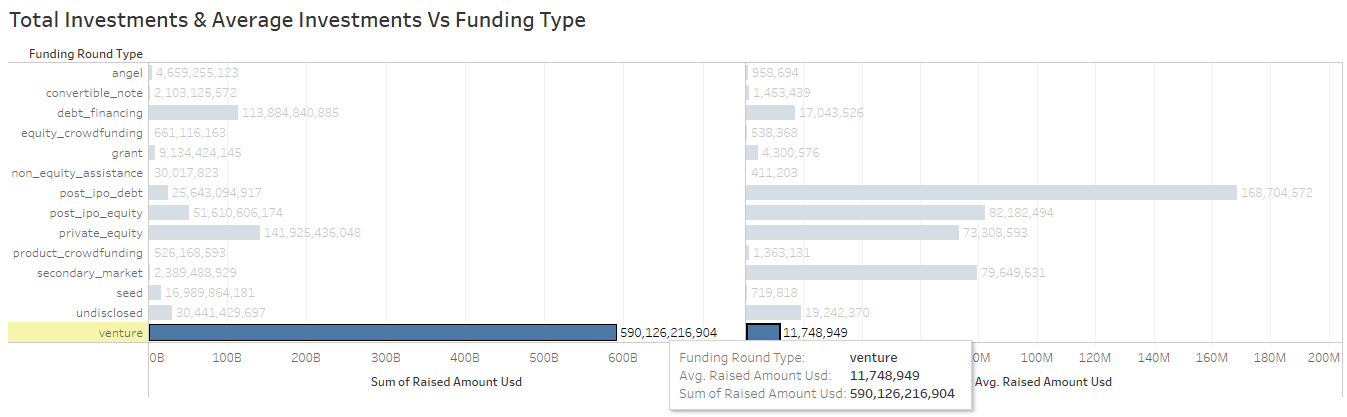 Total Investments & Average Investments Vs Funding Type
Funding Round Type
angel 4,659,255,123 958,694
convertible_note 2,103,125,572 1,453,439
debt_financing 113,884,840,885 17,043,526
equity_crowdfunding 661,116,163 538,368
grant 9,134,424,145 4,300,576
non_equity_assistance 30,017,823 411,203
post_ipo_debt 25,643,094,917 168,704,572
post_ipo_equity 51,610,606,174 82,182,494
private_equity 141,925,436,048 73,308,593
product_crowdfunding 526,168,593 1,363,131
secondary_market 2,389,488,929 79,649,631
seed 16,989,864,181 719,818
undisclosed 30,441,429,697 19,242,370
venture 590,126,216,904 11,748,949
0B 100B 200B 300B 400B 500B 600B 0M 100M 120M 140M 160M 180M 200M
Sum of Raised Amount Usd Avg. Raised Amount Usd
Funding Round Type: venture
Avg. Raised Amount Usd: 11,748,949
Sum of Raised Amount Usd: 590,126,216,904